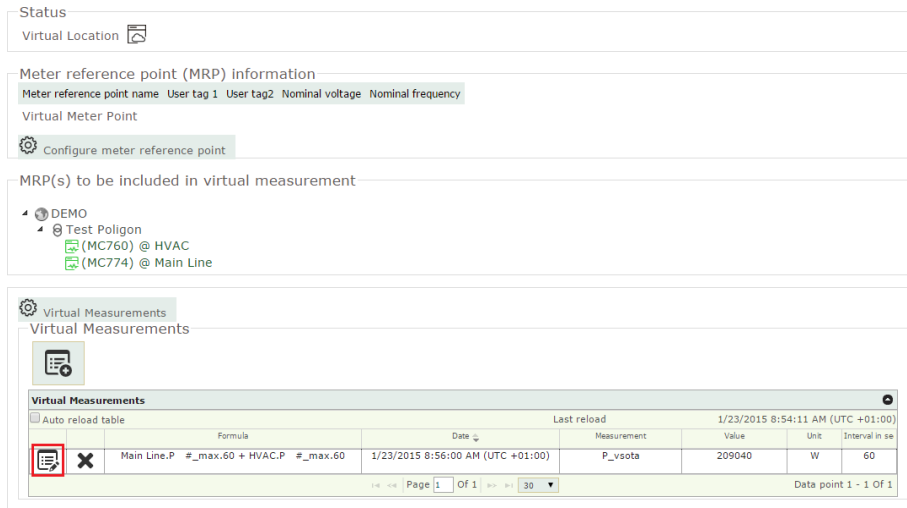 Status
Virtual Location
Meter reference point (MRP) information
Meter reference point name User tag 1 User tag2 Nominal voltage Nominal frequency
Virtual Meter Point
Configure meter reference point
MRP(s) to be included in virtual measurement
DEMO
Test Poligon
(MC760) @ HVAC
(MC774) @ Main Line
Virtual Measurements
Virtual Measurements
Virtual Measurements
Auto reload table Last reload 1/23/2015 8:54:11 AM (UTC +01:00)
Formula Date Measurement Value Unit Interval in se
Main Line.P #_max.60 + HVAC.P #_max.60 1/23/2015 8:56:00 AM (UTC +01:00) P_vsota 209040 W 60
Page 1 Of 1 30 Data point 1 - 1 Of 1